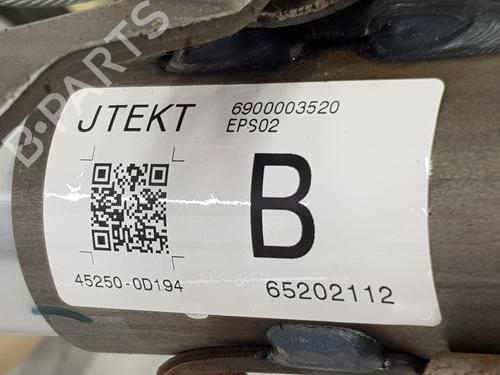 B-PARTS
JTEKT
6900003520
EPS02
B
45250-0D194
65202112